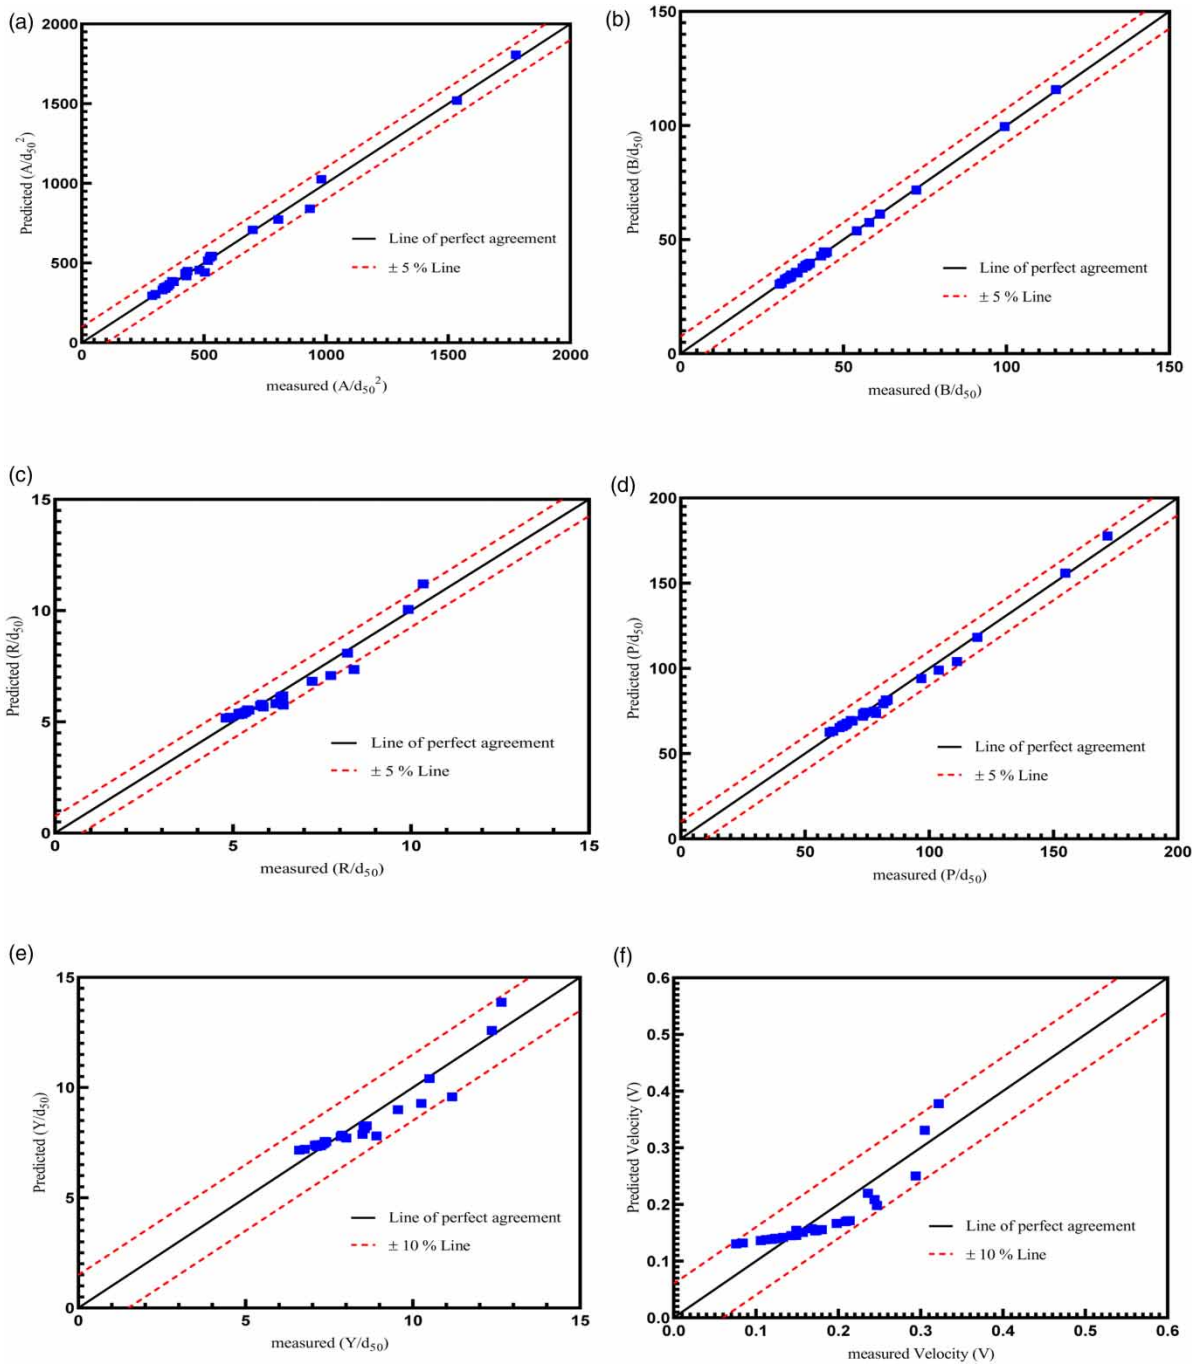 (a)
2000
1500
1000
500
0
0 500 1000 1500 2000
Predicted (A/d50²)
measured (A/d50²)
Line of perfect agreement
± 5 % Line
(b)
150
100
50
0
0 50 100 150
Predicted (B/d50)
measured (B/d50)
Line of perfect agreement
± 5 % Line
(c)
15
10
5
0
0 5 10 15
Predicted (R/d50)
measured (R/d50)
Line of perfect agreement
± 5 % Line
(d)
200
150
100
50
0
0 50 100 150 200
Predicted (P/d50)
measured (P/d50)
Line of perfect agreement
± 5 % Line
(e)
15
10
5
0
0 5 10 15
Predicted (Y/d50)
measured (Y/d50)
Line of perfect agreement
± 10 % Line
(f)
0.6
0.5
0.4
0.3
0.2
0.1
0.0
0.0 0.1 0.2 0.3 0.4 0.5 0.6
Predicted Velocity (V)
measured Velocity (V)
Line of perfect agreement
± 10 % Line